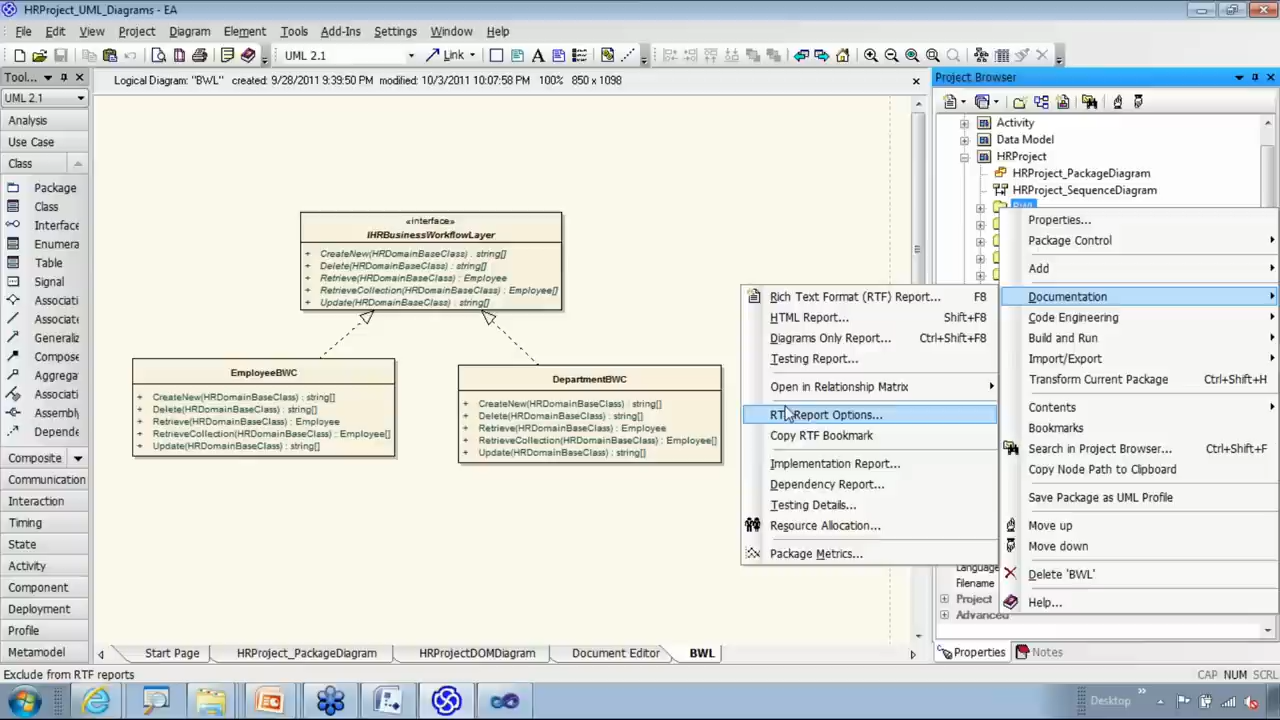 HRProject_UML_Diagrams - EA
File Edit View Project Diagram Element Tools Add-Ins Settings Window Help
UML 2.1
Link
Tool...
Logical Diagram: "BWL" created: 9/28/2011 9:39:50 PM modified: 10/3/2011 10:07:58 PM 100% 850 x 1098
Project Browser
UML 2.1
Analysis
Use Case
Class
Package
Class
Interface
Enumera
Table
Signal
Associati
Associate
Generaliz
Compose
Aggrega
Associati
Assembly
Depende
Composite
Communication
Interaction
Timing
State
Activity
Component
Deployment
Profile
Metamodel
«interface»
IHRBusinessWorkflowLayer
+ CreateNew(HRDomainBaseClass) : string[]
+ Delete(HRDomainBaseClass) : string[]
+ Retrieve(HRDomainBaseClass) : Employee
+ RetrieveCollection(HRDomainBaseClass) : Employee[]
+ Update(HRDomainBaseClass) : string[]
EmployeeBWC
+ CreateNew(HRDomainBaseClass) : string[]
+ Delete(HRDomainBaseClass) : string[]
+ Retrieve(HRDomainBaseClass) : Employee
+ RetrieveCollection(HRDomainBaseClass) : Employee[]
+ Update(HRDomainBaseClass) : string[]
DepartmentBWC
+ CreateNew(HRDomainBaseClass) : string[]
+ Delete(HRDomainBaseClass) : string[]
+ Retrieve(HRDomainBaseClass) : Employee
+ RetrieveCollection(HRDomainBaseClass) : Employee[]
+ Update(HRDomainBaseClass) : string[]
Activity
Data Model
HRProject
HRProject_PackageDiagram
HRProject_SequenceDiagram
BWL
Properties...
Package Control
Add
Documentation
Code Engineering
Build and Run
Import/Export
Transform Current Package Ctrl+Shift+H
Contents
Bookmarks
Search in Project Browser... Ctrl+Shift+F
Copy Node Path to Clipboard
Save Package as UML Profile
Move up
Move down
Delete 'BWL'
Help...
Rich Text Format (RTF) Report... F8
HTML Report... Shift+F8
Diagrams Only Report... Ctrl+Shift+F8
Testing Report...
Open in Relationship Matrix
RTF Report Options...
Copy RTF Bookmark
Implementation Report...
Dependency Report...
Testing Details...
Resource Allocation...
Package Metrics...
Language
Filename
Project
Advanced
Start Page HRProject_PackageDiagram HRProjectDOMDiagram Document Editor BWL
Properties Notes
Exclude from RTF reports
CAP NUM SCRL
Desktop